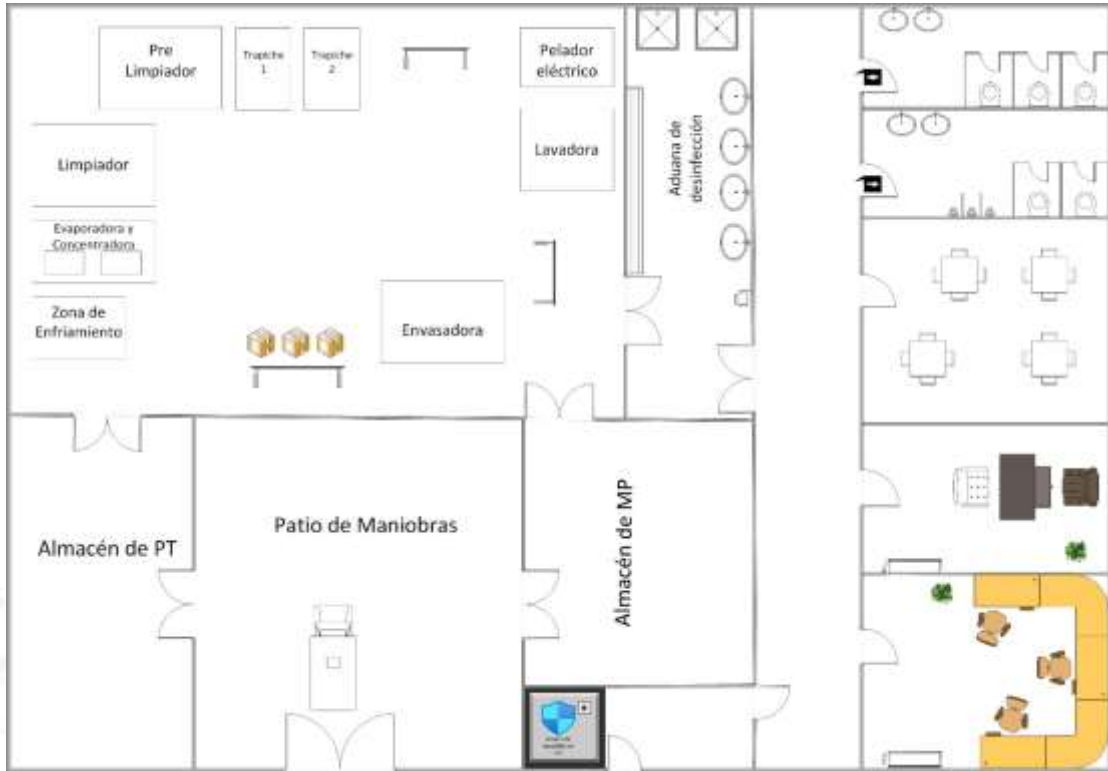 Pre
Limpiador
Trapiche
1
Trapiche
2
Pelador
eléctrico
Limpiador
Lavadora
Aduana de
desinfección
Evaporadora y
Concentradora
Zona de
Enfriamiento
Envasadora
Almacén de PT
Patio de Maniobras
Almacén de MP